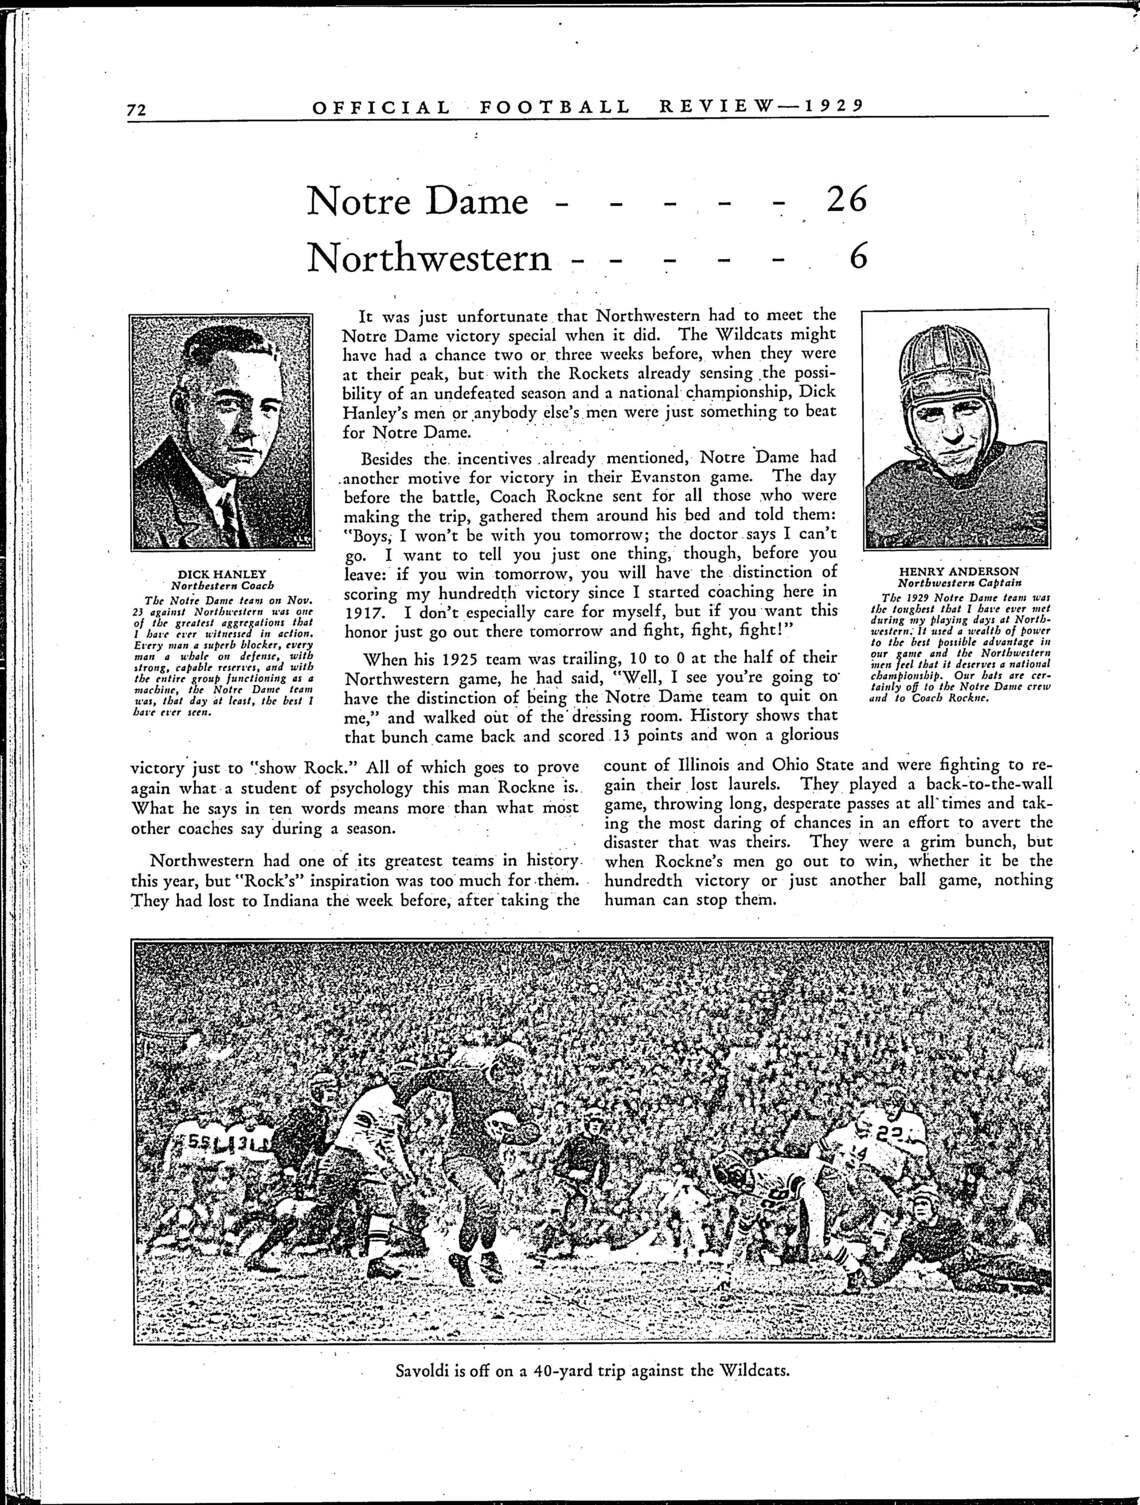 72
OFFICIAL FOOTBALL REVIEW—1929
Notre Dame - - - - - 26
Northwestern - - - - - 6
It was just unfortunate that Northwestern had to meet the
Notre Dame victory special when it did. The Wildcats might
have had a chance two or three weeks before, when they were
at their peak, but with the Rockets already sensing the possi-
bility of an undefeated season and a national championship, Dick
Hanley's men or anybody else's men were just something to beat
for Notre Dame.
Besides the incentives already mentioned, Notre Dame had
another motive for victory in their Evanston game. The day
before the battle, Coach Rockne sent for all those who were
making the trip, gathered them around his bed and told them:
"Boys, I won't be with you tomorrow; the doctor says I can't
go. I want to tell you just one thing, though, before you
leave: if you win tomorrow, you will have the distinction of
scoring my hundredth victory since I started coaching here in
1917. I don't especially care for myself, but if you want this
honor just go out there tomorrow and fight, fight, fight!"
When his 1925 team was trailing, 10 to 0 at the half of their
Northwestern game, he had said, "Well, I see you're going to
have the distinction of being the Notre Dame team to quit on
me," and walked out of the dressing room. History shows that
that bunch came back and scored 13 points and won a glorious
DICK HANLEY
Northestern Coach
The Notre Dame team on Nov.
23 against Northwestern was one
of the greatest aggregations that
I have ever witnessed in action.
Every man a superb blocker, every
man a whale on defense, with
strong, capable reserves, and with
the entire group functioning as a
machine, the Notre Dame team
was, that day at least, the best I
have ever seen.
HENRY ANDERSON
Northwestern Captain
The 1929 Notre Dame team was
the toughest that I have ever met
during my playing days at North-
western. It used a wealth of power
to the best possible advantage in
our game and the Northwestern
men feel that it deserves a national
championship. Our hats are cer-
tainly off to the Notre Dame crew
and to Coach Rockne.
victory just to "show Rock." All of which goes to prove
again what a student of psychology this man Rockne is.
What he says in ten words means more than what most
other coaches say during a season.
Northwestern had one of its greatest teams in history
this year, but "Rock's" inspiration was too much for them.
They had lost to Indiana the week before, after taking the
count of Illinois and Ohio State and were fighting to re-
gain their lost laurels. They played a back-to-the-wall
game, throwing long, desperate passes at all times and tak-
ing the most daring of chances in an effort to avert the
disaster that was theirs. They were a grim bunch, but
when Rockne's men go out to win, whether it be the
hundredth victory or just another ball game, nothing
human can stop them.
22
Savoldi is off on a 40-yard trip against the Wildcats.